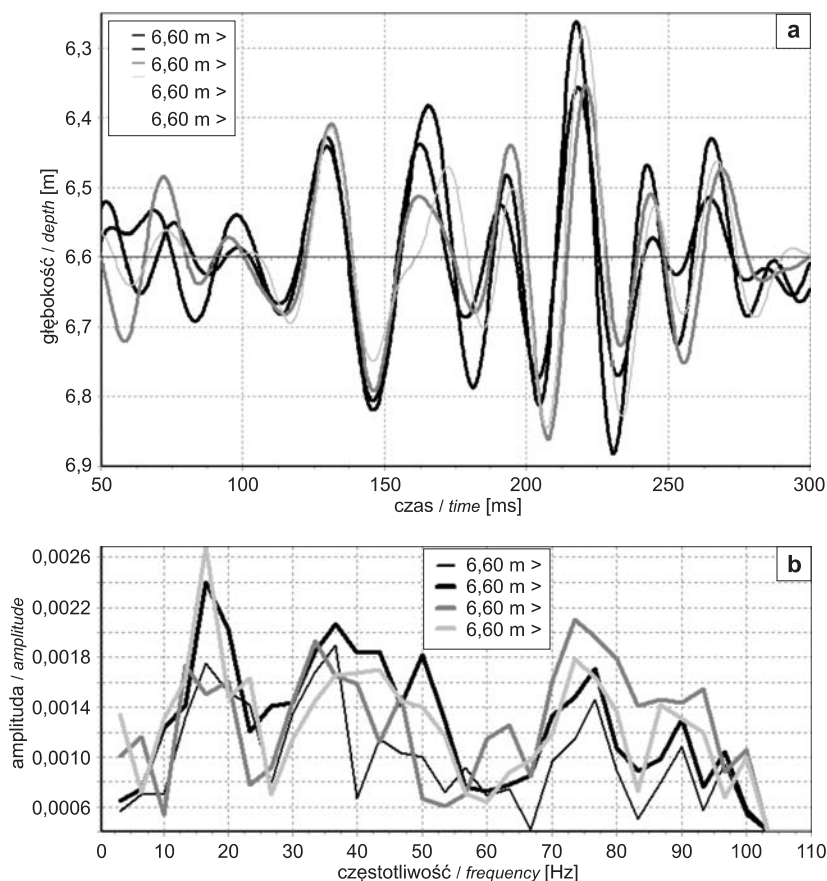 a
6,60 m >
6,60 m >
6,60 m >
6,60 m >
6,3
6,4
6,5
6,6
6,7
6,8
6,9
głębokość / depth [m]
50 100 150 200 250 300
czas / time [ms]
b
6,60 m >
6,60 m >
6,60 m >
6,60 m >
0,0026
0,0022
0,0018
0,0014
0,0010
0,0006
amplituda / amplitude
0 10 20 30 40 50 60 70 80 90 100 110
częstotliwość / frequency [Hz]